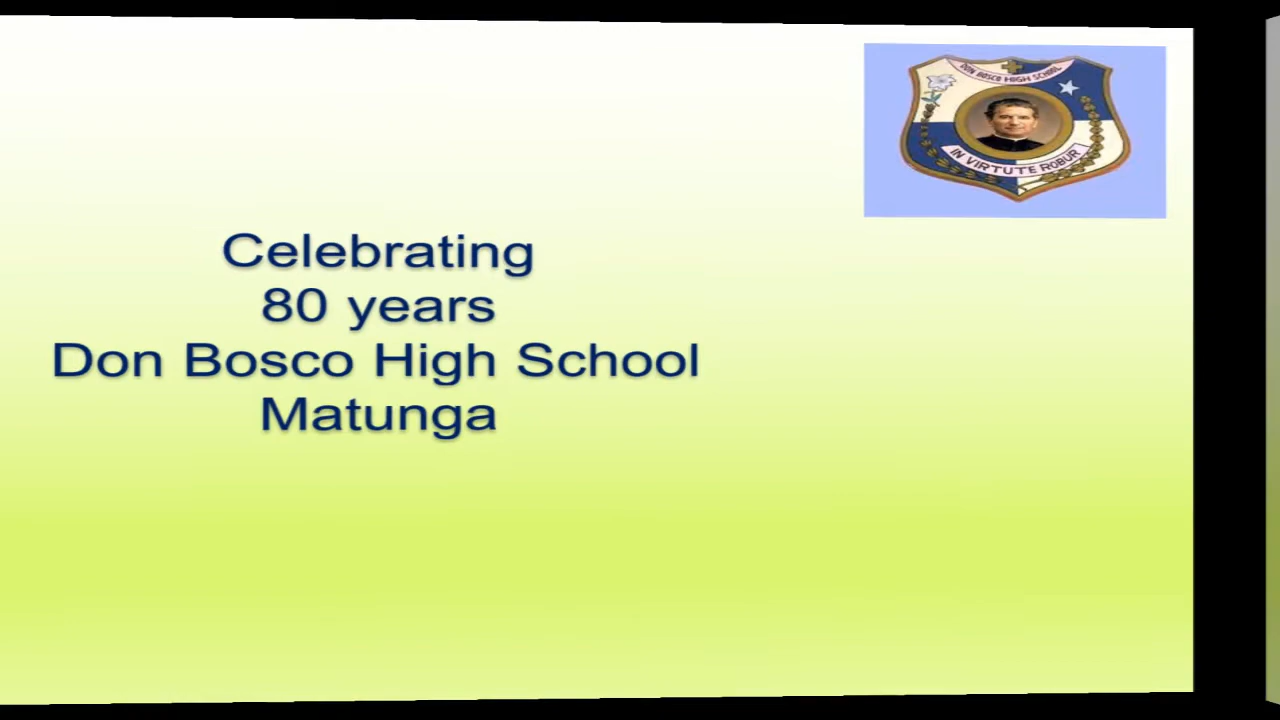 DON BOSCO HIGH SCHOOL
IN VIRTUTE ROBUR
Celebrating
80 years
Don Bosco High School
Matunga